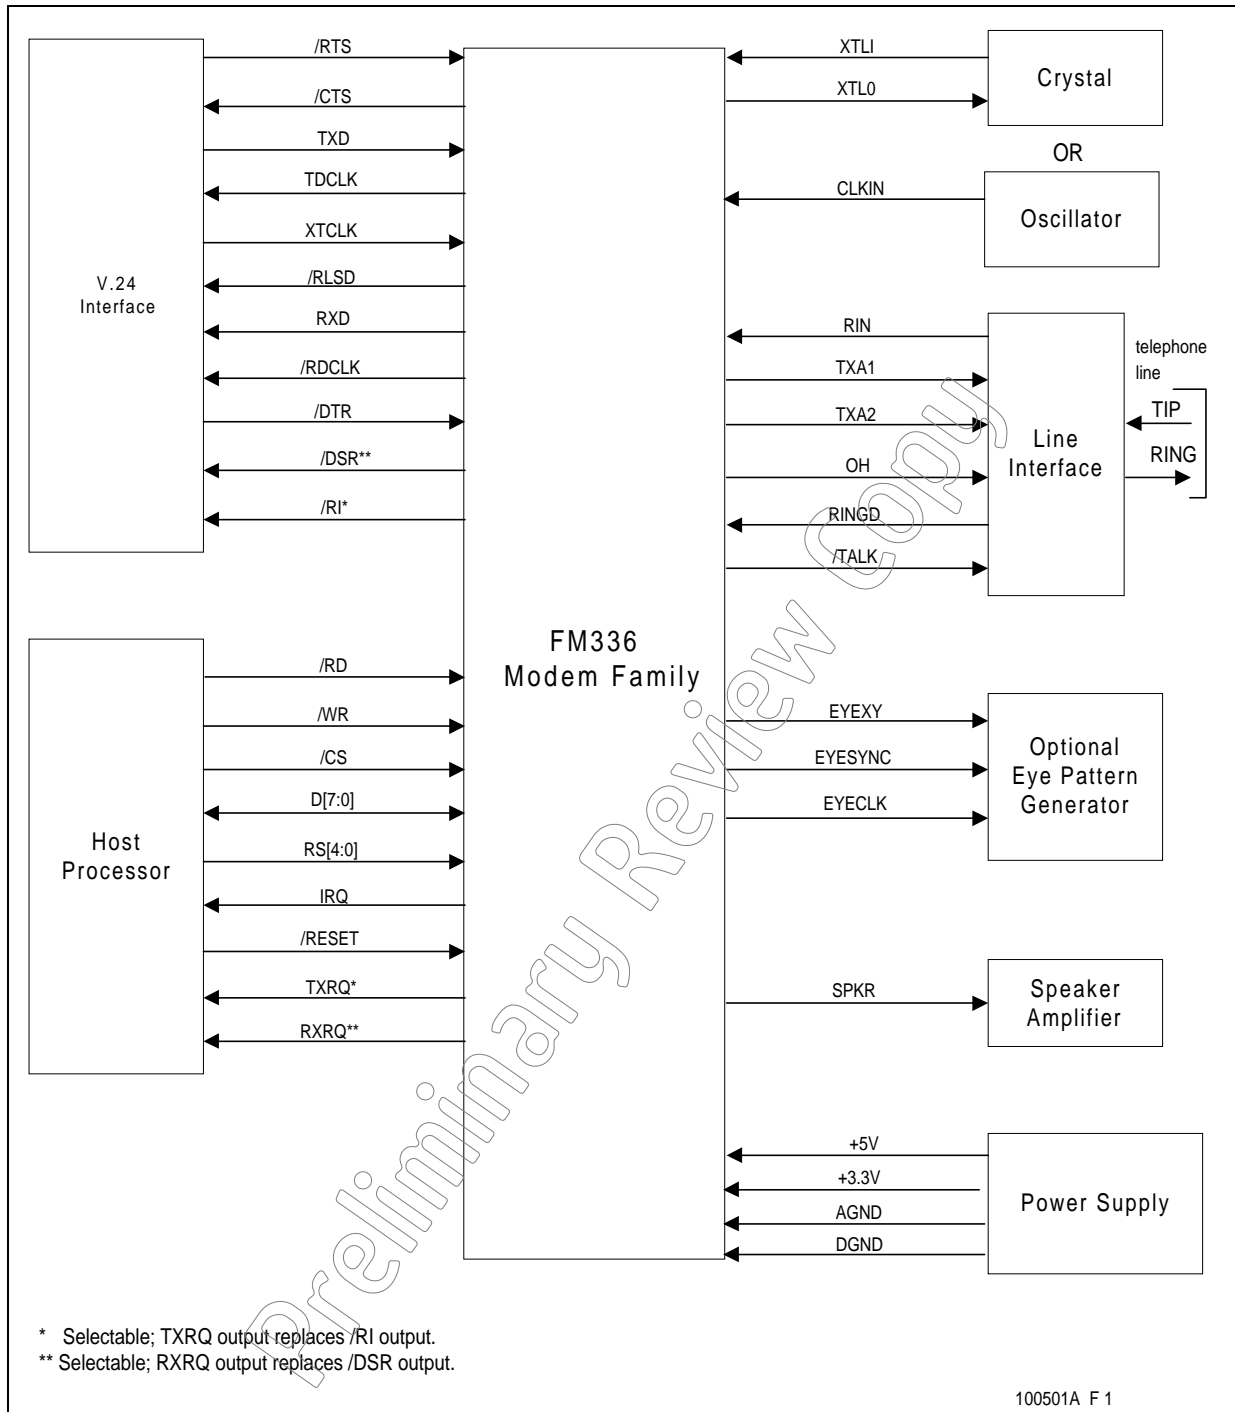 /RTS
/CTS
TXD
TDCLK
XTCLK
/RLSD
RXD
/RDCLK
/DTR
/DSR**
/RI*
V.24
Interface
/RD
/WR
/CS
D[7:0]
RS[4:0]
IRQ
/RESET
TXRQ*
RXRQ**
Host
Processor
FM336
Modem Family
XTLI
XTL0
Crystal
OR
CLKIN
Oscillator
RIN
TXA1
TXA2
OH
RINGD
/TALK
Line
Interface
telephone
line
TIP
RING
EYEXY
EYESYNC
EYECLK
Optional
Eye Pattern
Generator
SPKR
Speaker
Amplifier
+5V
+3.3V
AGND
DGND
Power Supply
Preliminary Review Copy
* Selectable; TXRQ output replaces /RI output.
** Selectable; RXRQ output replaces /DSR output.
100501A F 1